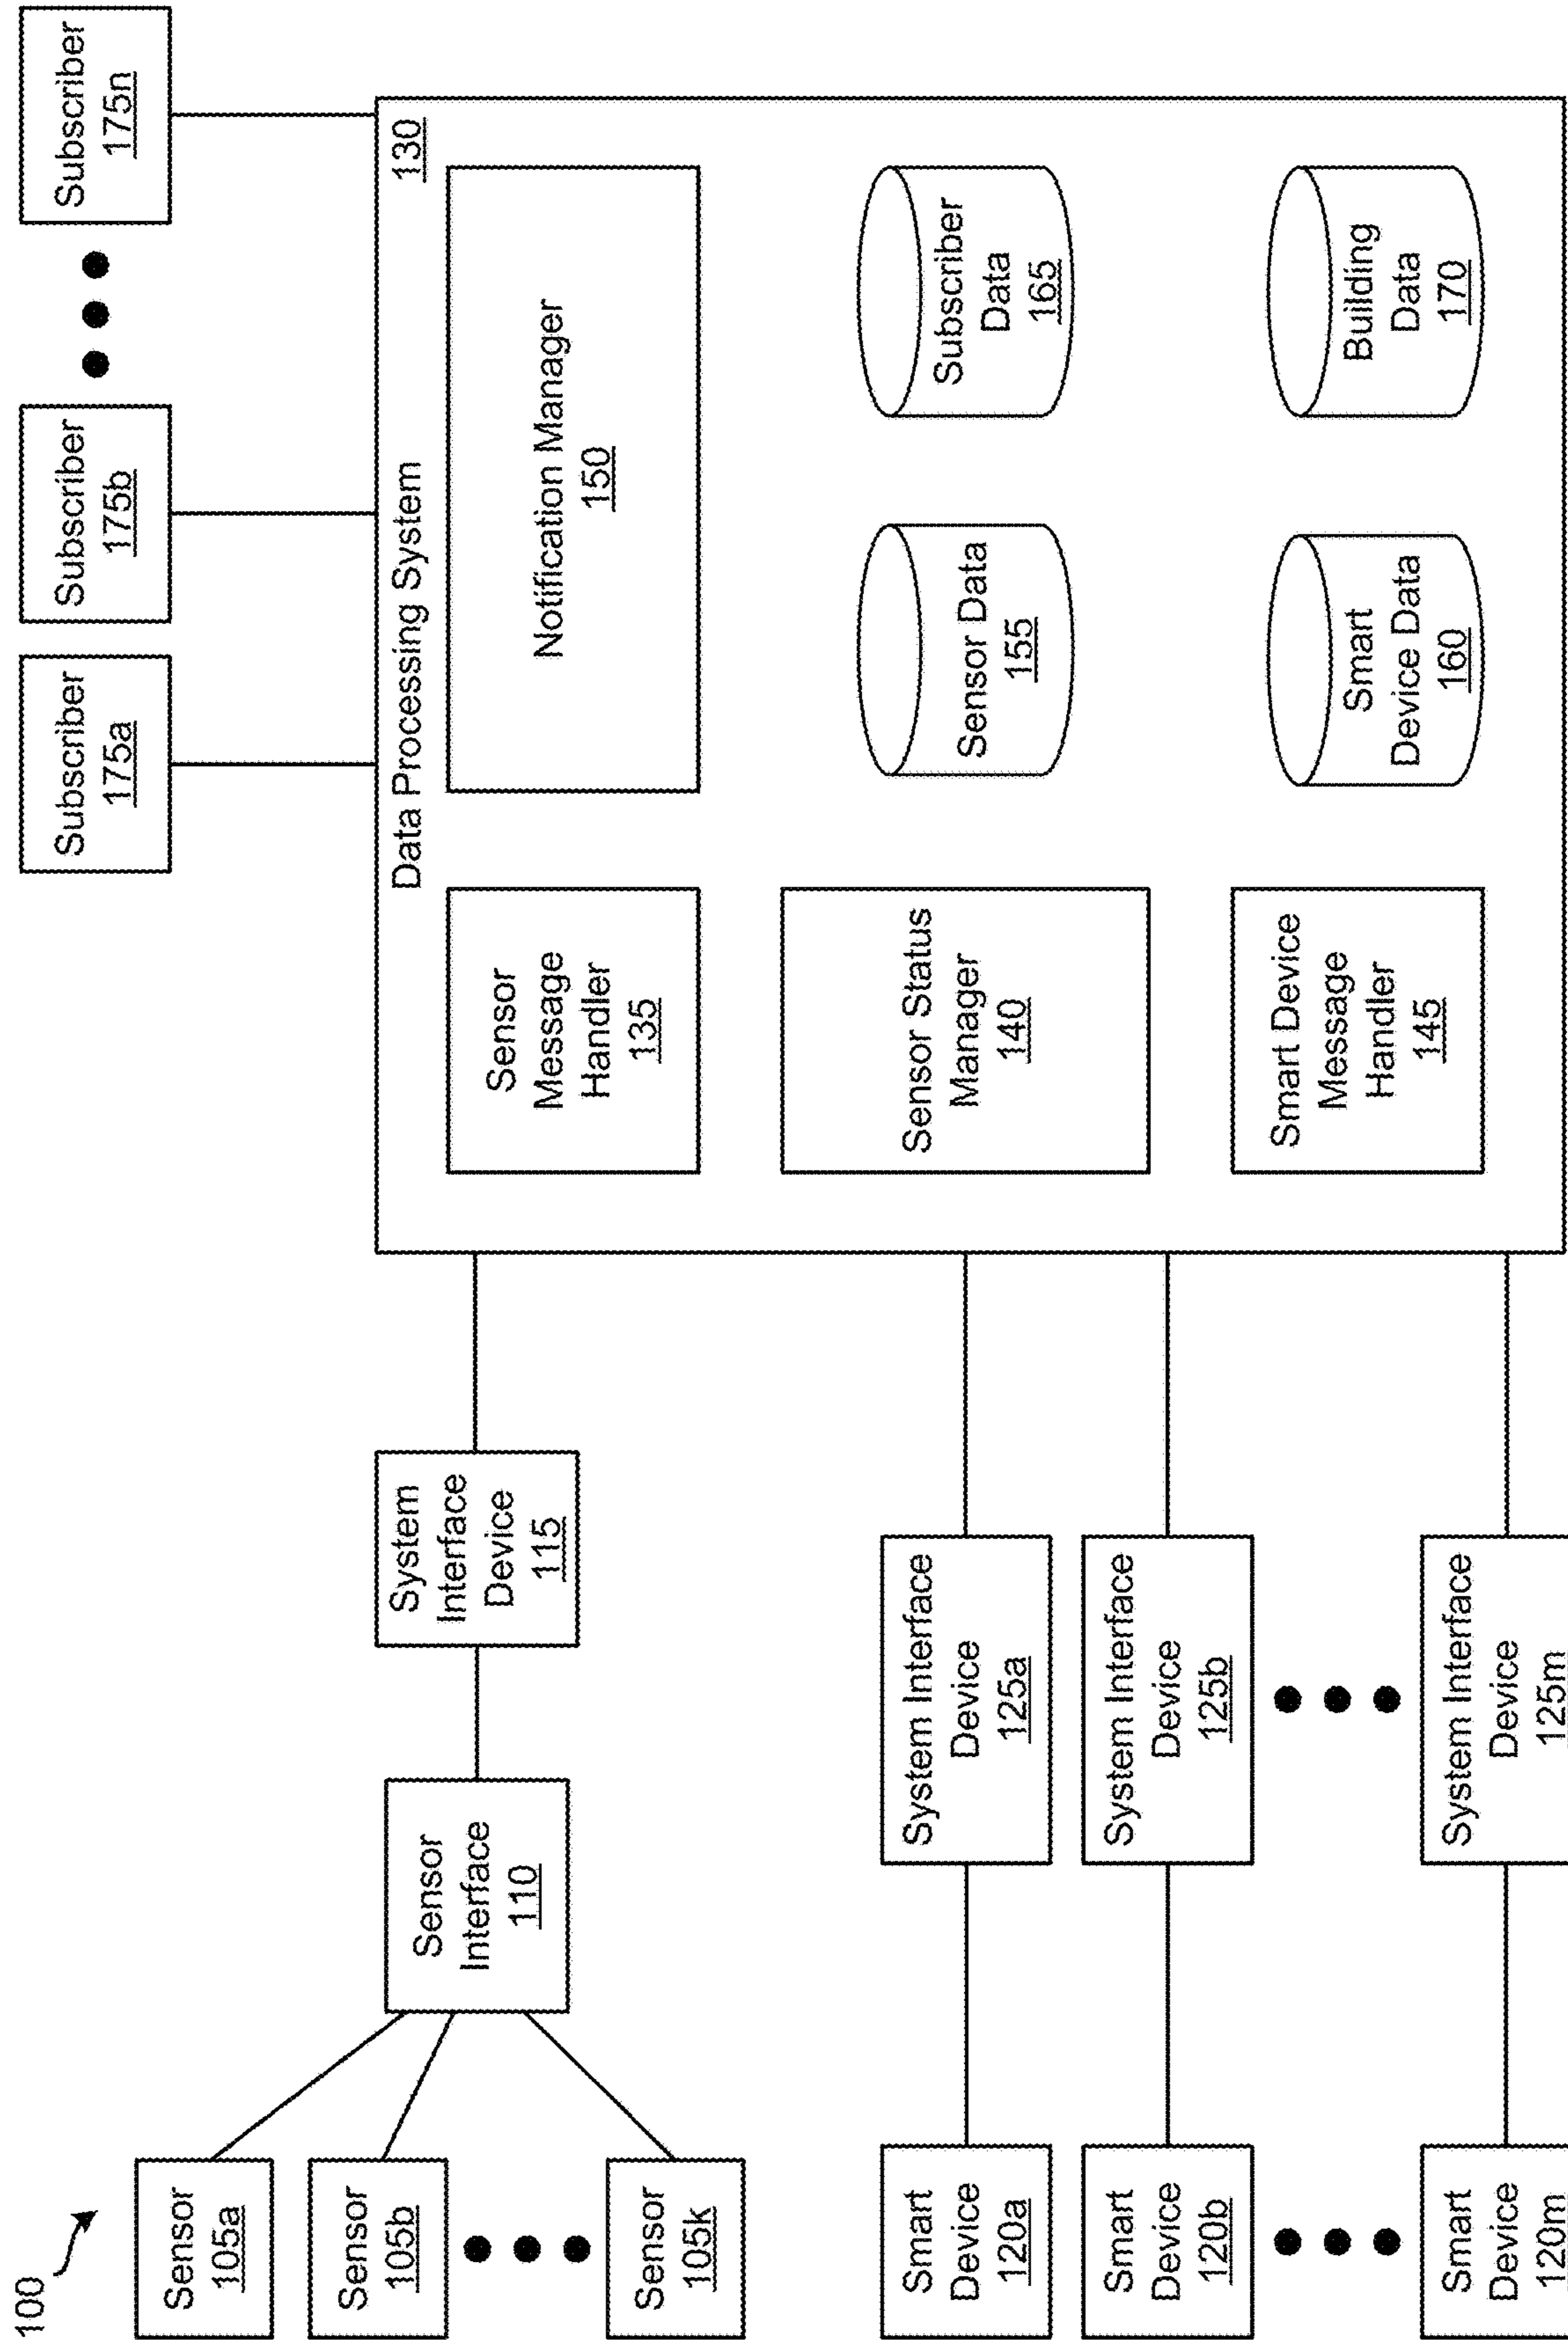 100
Sensor
105a
Sensor
105b
Sensor
105k
Sensor
Interface
110
System
Interface
Device
115
Smart
Device
120a
Smart
Device
120b
Smart
Device
120m
System Interface
Device
125a
System Interface
Device
125b
System Interface
Device
125m
Subscriber
175a
Subscriber
175b
Subscriber
175n
Data Processing System
130
Sensor
Message
Handler
135
Notification Manager
150
Sensor Status
Manager
140
Sensor Data
155
Subscriber
Data
165
Smart Device
Message
Handler
145
Smart
Device Data
160
Building
Data
170